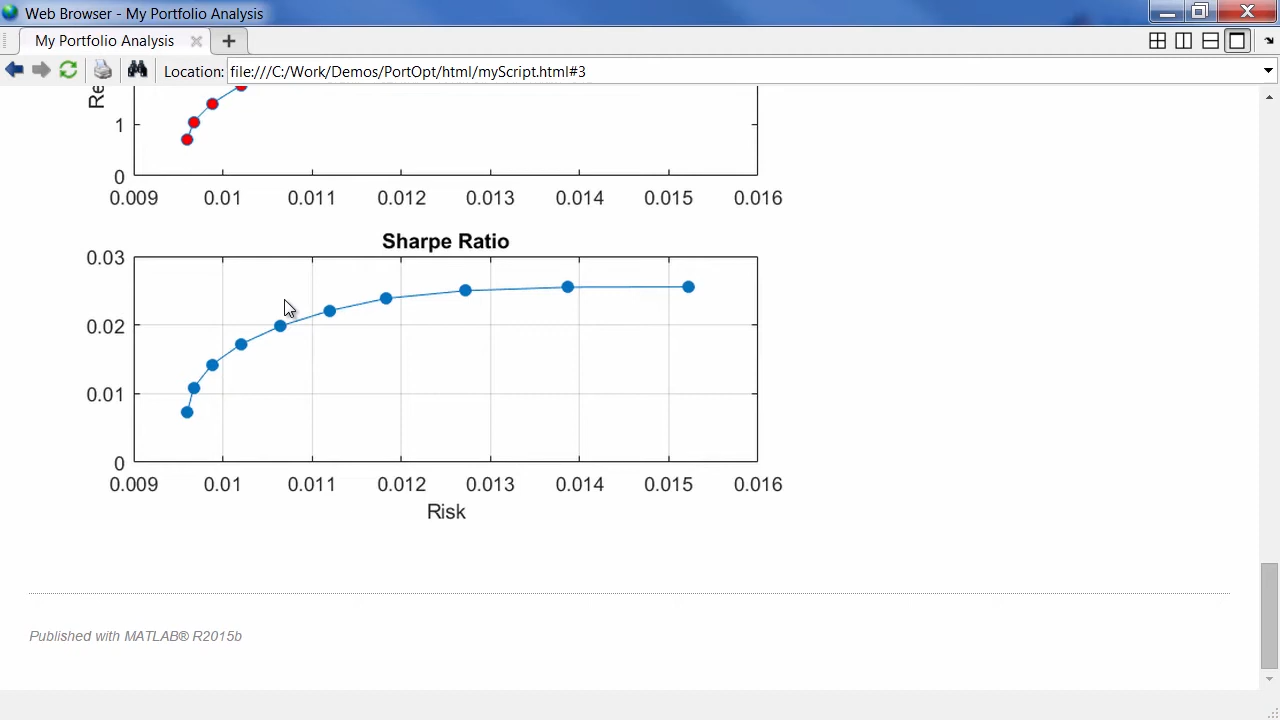 Web Browser - My Portfolio Analysis
My Portfolio Analysis
Location: file:///C:/Work/Demos/PortOpt/html/myScript.html#3
Re
1
0
0.009 0.01 0.011 0.012 0.013 0.014 0.015 0.016
Sharpe Ratio
0.03
0.02
0.01
0
0.009 0.01 0.011 0.012 0.013 0.014 0.015 0.016
Risk
Published with MATLAB® R2015b